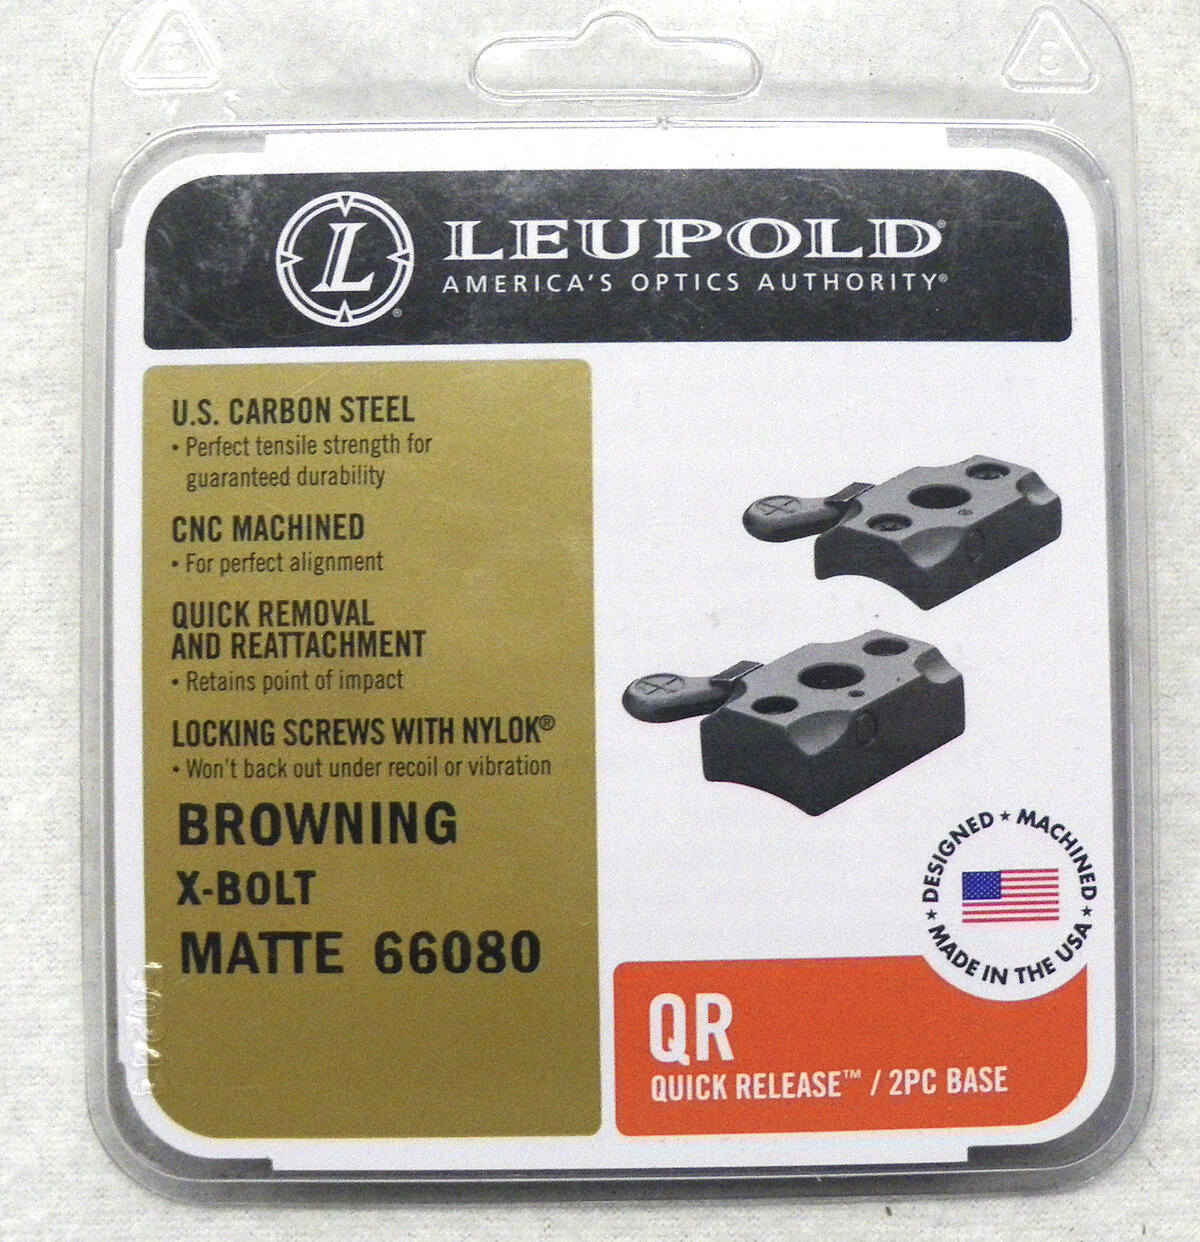 L
LEUPOLD®
AMERICA'S OPTICS AUTHORITY®
U.S. CARBON STEEL
• Perfect tensile strength for
guaranteed durability
CNC MACHINED
• For perfect alignment
QUICK REMOVAL
AND REATTACHMENT
• Retains point of impact
LOCKING SCREWS WITH NYLOK®
• Won't back out under recoil or vibration
BROWNING
X-BOLT
MATTE 66080
DESIGNED ★ MACHINED ★ MADE IN THE USA ★
QR
QUICK RELEASE™ / 2PC BASE